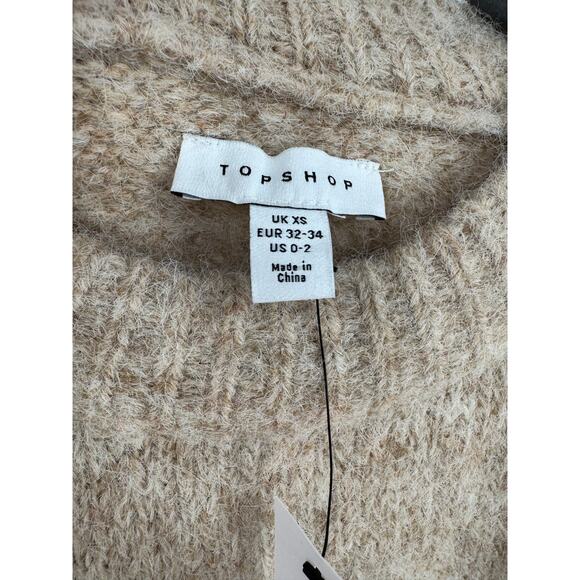 TOPSHOP
UK XS
EUR 32-34
US 0-2
Made in
China